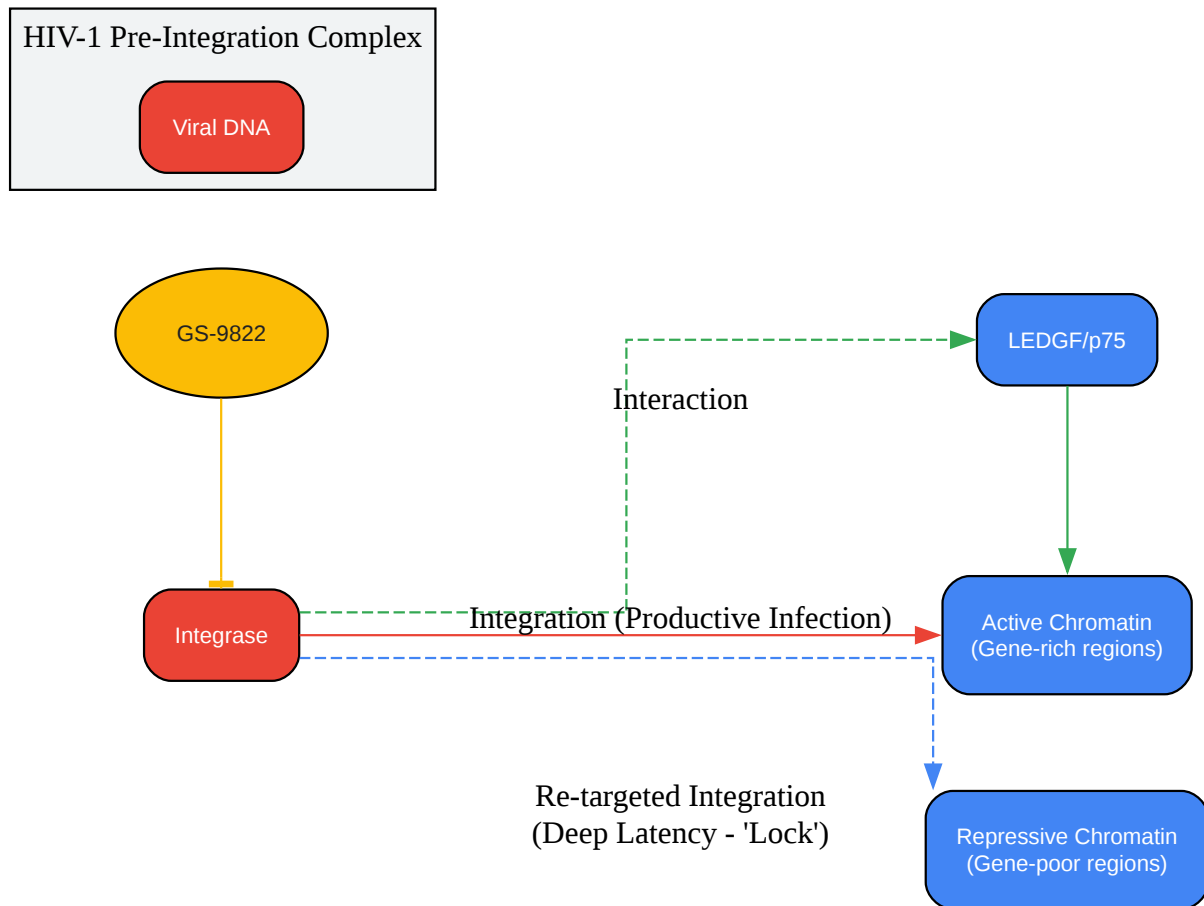 HIV-1 Pre-Integration Complex
Viral DNA
GS-9822
LEDGF/p75
Interaction
Integrase
Integration (Productive Infection)
Active Chromatin
(Gene-rich regions)
Re-targeted Integration
(Deep Latency - 'Lock')
Repressive Chromatin
(Gene-poor regions)